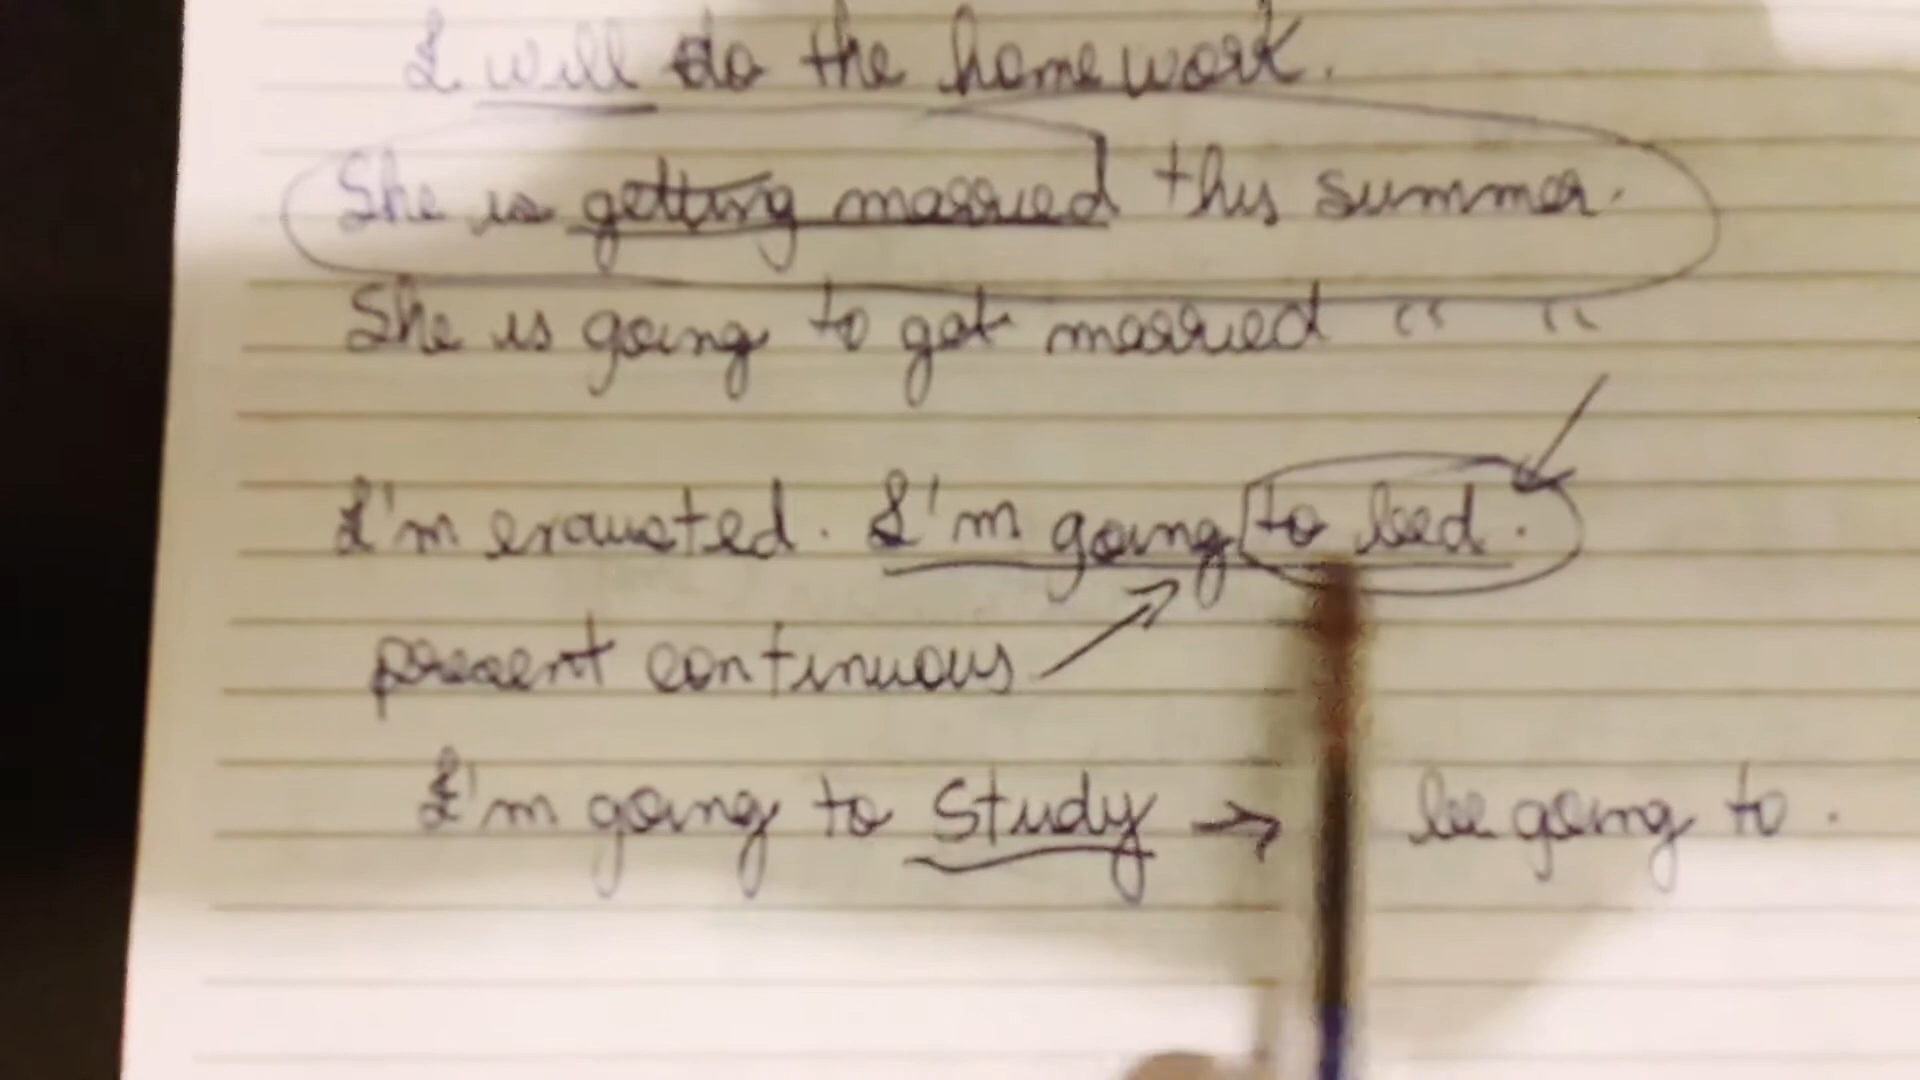 I will do the homework.
She is getting married this summer.
She is going to get married " "
I'm exausted. I'm going to bed.
present continuous
I'm going to study → be going to.